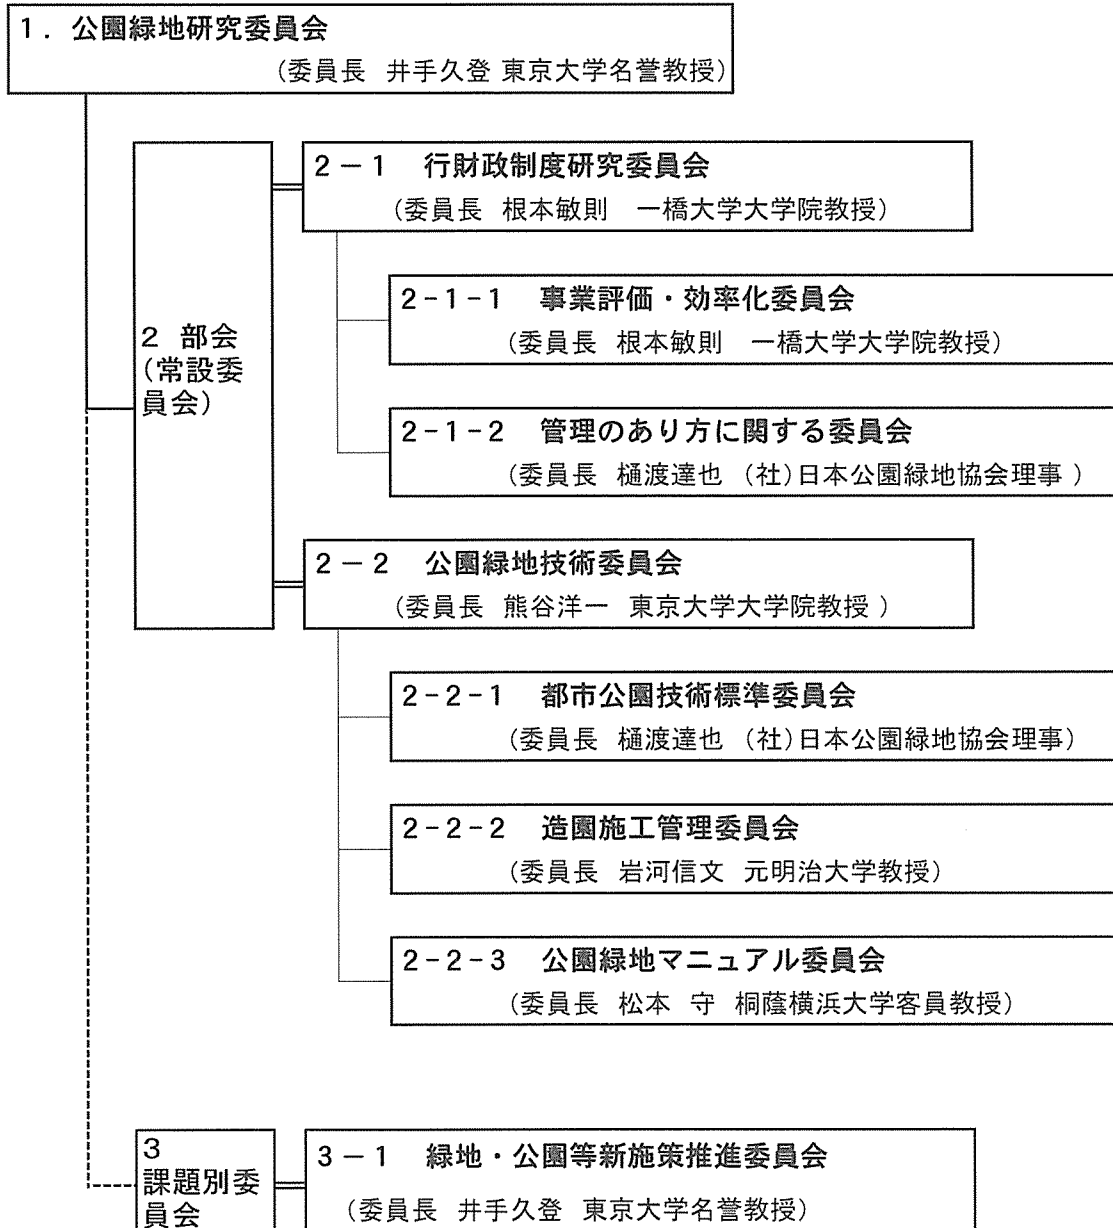 1．公園緑地研究委員会
（委員長 井手久登 東京大学名誉教授）
2 部会
（常設委
員会）
2－1 行財政制度研究委員会
（委員長 根本敏則 一橋大学大学院教授）
2-1-1 事業評価・効率化委員会
（委員長 根本敏則 一橋大学大学院教授）
2-1-2 管理のあり方に関する委員会
（委員長 樋渡達也 （社）日本公園緑地協会理事 ）
2－2 公園緑地技術委員会
（委員長 熊谷洋一 東京大学大学院教授 ）
2-2-1 都市公園技術標準委員会
（委員長 樋渡達也 （社）日本公園緑地協会理事）
2-2-2 造園施工管理委員会
（委員長 岩河信文 元明治大学教授）
2-2-3 公園緑地マニュアル委員会
（委員長 松本 守 桐蔭横浜大学客員教授）
3
課題別委
員会
3－1 緑地・公園等新施策推進委員会
（委員長 井手久登 東京大学名誉教授）